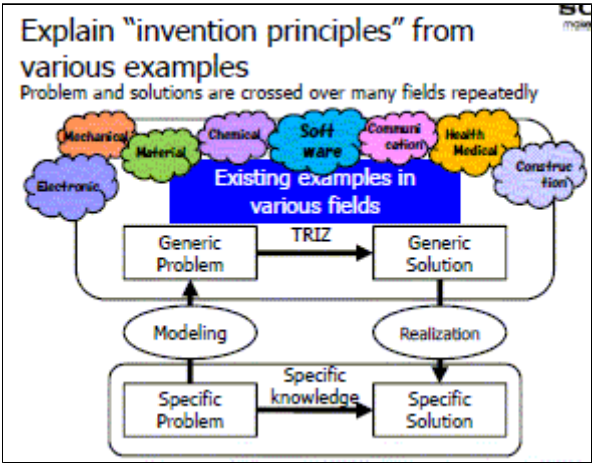 Explain "invention principles" from
various examples
Problem and solutions are crossed over many fields repeatedly
Mechanical
Material
Chemical
Soft
ware
Communi
cation
Health
Medical
Construc
tion
Electronic
Existing examples in
various fields
Generic
Problem
TRIZ
Generic
Solution
Modeling
Realization
Specific
Problem
Specific
knowledge
Specific
Solution